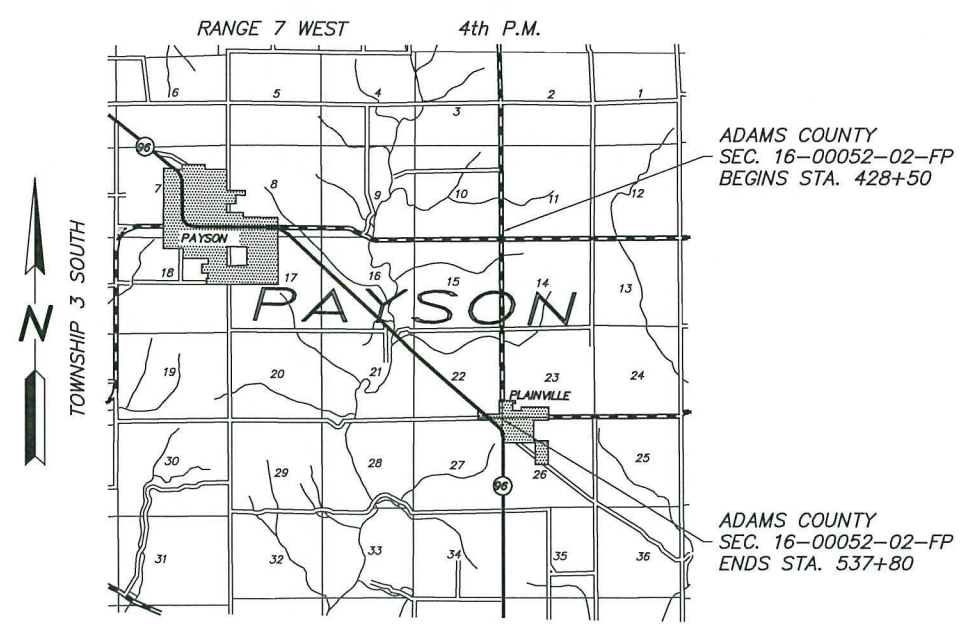 RANGE 7 WEST 4th P.M.
6 5 4 3 2 1
96
ADAMS COUNTY
SEC. 16-00052-02-FP
BEGINS STA. 428+50
7 8 9 10 11 12
PAYSON
18 17 16 15 14 13
PAYSON
N
TOWNSHIP 3 SOUTH
19 20 21 22 23 24
PLAINVILLE
30 29 28 27 26 25
96
ADAMS COUNTY
SEC. 16-00052-02-FP
ENDS STA. 537+80
31 32 33 34 35 36